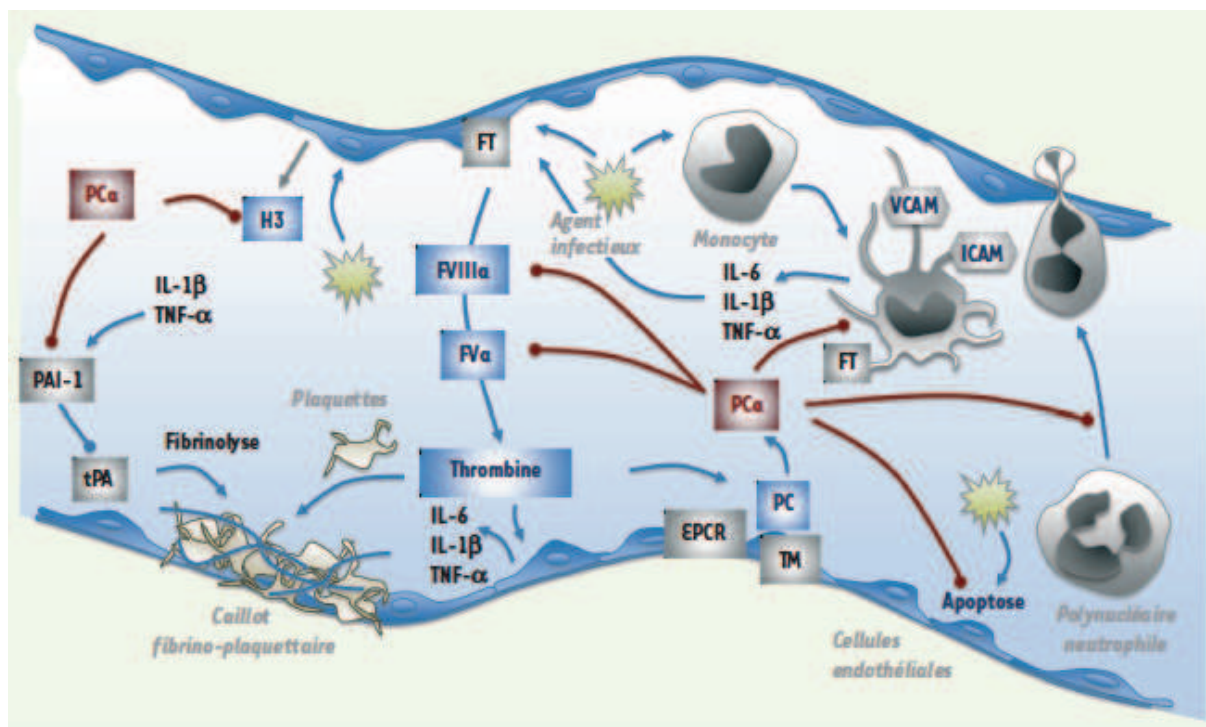 FT
PCa
H3
VCAM
ICAM
Agent
infectieux
Monocyte
FVIIIa
IL-6
IL-1β
TNF-α
IL-1β
TNF-α
FVa
FT
PAI-1
PCa
Plaquettes
Fibrinolyse
tPA
Thrombine
IL-6
IL-1β
TNF-α
PC
EPCR
TM
Apoptose
Polynucléaire
neutrophile
Caillot
fibrino-plaquettaire
Cellules
endothéliales